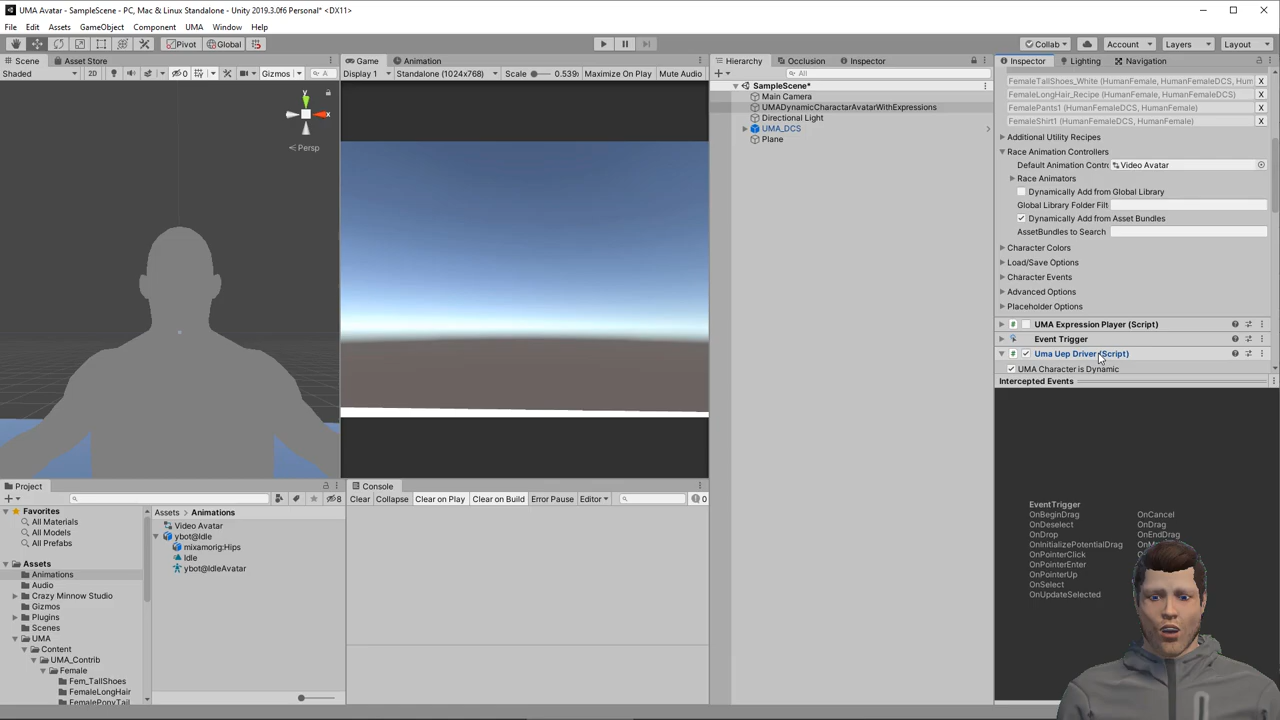 UMA Avatar - SampleScene - PC, Mac & Linux Standalone - Unity 2019.3.0f6 Personal* <DX11>
File Edit Assets GameObject Component UMA Window Help
Pivot Global Collab Account Layers Layout
Scene Asset Store
Shaded 2D 0 Gizmos A
y
x
Persp
Game Animation
Display 1 Standalone (1024x768) Scale 0.539 Maximize On Play Mute Audio
Hierarchy Occlusion Inspector
All
SampleScene*
Main Camera
UMADynamicCharactarAvatarWithExpressions
Directional Light
UMA_DCS
Plane
Inspector Lighting Navigation
FemaleTallShoes_White (HumanFemale, HumanFemaleDCS, Hum
FemaleLongHair_Recipe (HumanFemale, HumanFemaleDCS)
FemalePants1 (HumanFemaleDCS, HumanFemale)
FemaleShirt1 (HumanFemaleDCS, HumanFemale)
Additional Utility Recipes
Race Animation Controllers
Default Animation Contro Video Avatar
Race Animators
Dynamically Add from Global Library
Global Library Folder Filt
Dynamically Add from Asset Bundles
AssetBundles to Search
Character Colors
Load/Save Options
Character Events
Advanced Options
Placeholder Options
UMA Expression Player (Script)
Event Trigger
Uma Uep Driver (Script)
UMA Character is Dynamic
Intercepted Events
EventTrigger
OnBeginDrag OnCancel
OnDeselect OnDrag
OnDrop OnEndDrag
OnInitializePotentialDrag
OnPointerClick
OnPointerEnter
OnPointerUp
OnSelect
OnUpdateSelected
Project
8
Favorites
All Materials
All Models
All Prefabs
Assets
Animations
Audio
Crazy Minnow Studio
Gizmos
Plugins
Scenes
UMA
Content
UMA_Contrib
Female
Fem_TallShoes
FemaleLongHair
FemalePonyTail
Assets Animations
Video Avatar
ybot@Idle
mixamorig:Hips
Idle
ybot@IdleAvatar
Console
Clear Collapse Clear on Play Clear on Build Error Pause Editor 0